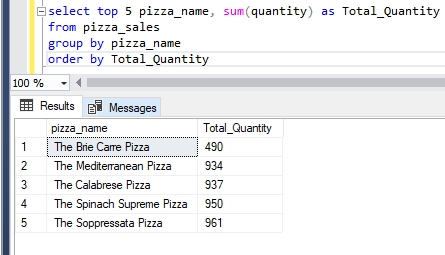 select top 5 pizza_name, sum(quantity) as Total_Quantity
from pizza_sales
group by pizza_name
order by Total_Quantity
100 %
Results Messages
pizza_name Total_Quantity
1 The Brie Carre Pizza 490
2 The Mediterranean Pizza 934
3 The Calabrese Pizza 937
4 The Spinach Supreme Pizza 950
5 The Soppressata Pizza 961